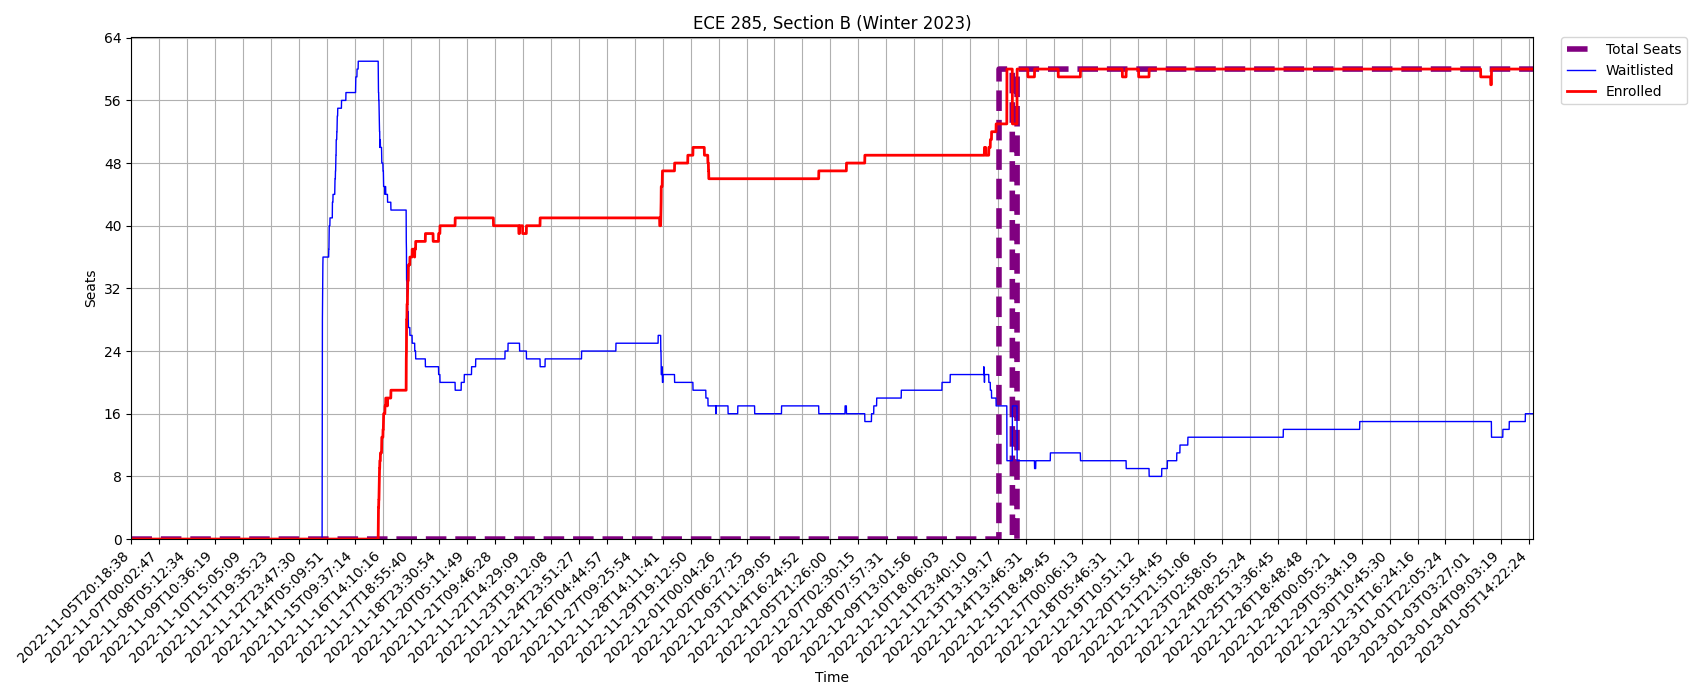 ECE 285, Section B (Winter 2023)
Total Seats
Waitlisted
Enrolled
Seats
64
56
48
40
32
24
16
8
0
2022-11-05T20:18:38
2022-11-07T00:02:47
2022-11-08T05:12:34
2022-11-09T10:36:19
2022-11-10T15:05:09
2022-11-11T19:35:23
2022-11-12T23:47:30
2022-11-14T05:09:51
2022-11-15T09:37:14
2022-11-16T14:10:16
2022-11-17T18:55:40
2022-11-18T23:30:54
2022-11-20T05:11:49
2022-11-21T09:46:28
2022-11-22T14:29:09
2022-11-23T19:12:08
2022-11-24T23:51:27
2022-11-26T04:44:57
2022-11-27T09:25:54
2022-11-28T14:11:41
2022-11-29T19:12:50
2022-12-01T00:04:26
2022-12-02T06:27:25
2022-12-03T11:29:05
2022-12-04T16:24:52
2022-12-05T21:26:00
2022-12-07T02:30:15
2022-12-08T07:57:31
2022-12-09T13:01:56
2022-12-10T18:06:03
2022-12-11T23:40:10
2022-12-13T13:19:17
2022-12-14T13:46:31
2022-12-15T18:49:45
2022-12-17T00:06:13
2022-12-18T05:46:31
2022-12-19T10:51:12
2022-12-20T15:54:45
2022-12-21T21:51:06
2022-12-23T02:58:05
2022-12-24T08:25:24
2022-12-25T13:36:45
2022-12-26T18:48:48
2022-12-28T00:05:21
2022-12-29T05:34:19
2022-12-30T10:45:30
2022-12-31T16:24:16
2023-01-01T22:05:24
2023-01-03T03:27:01
2023-01-04T09:03:19
2023-01-05T14:22:24
Time